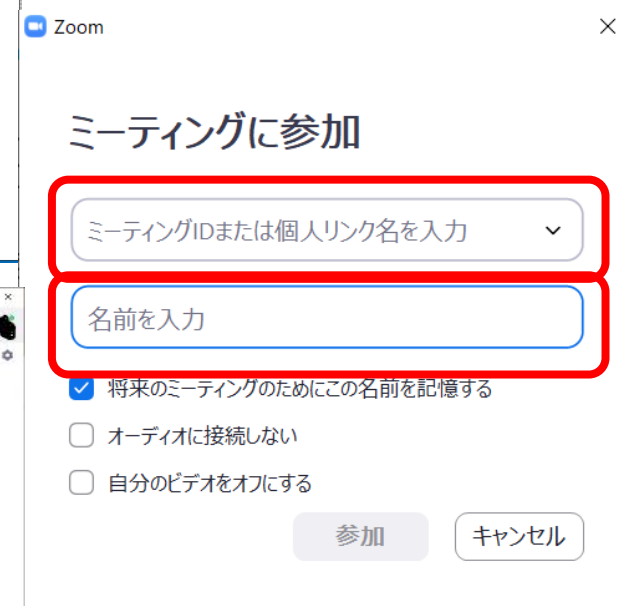 Zoom
ミーティングに参加
ミーティングIDまたは個人リンク名を入力
名前を入力
将来のミーティングのためにこの名前を記憶する
オーディオに接続しない
自分のビデオをオフにする
参加
キャンセル